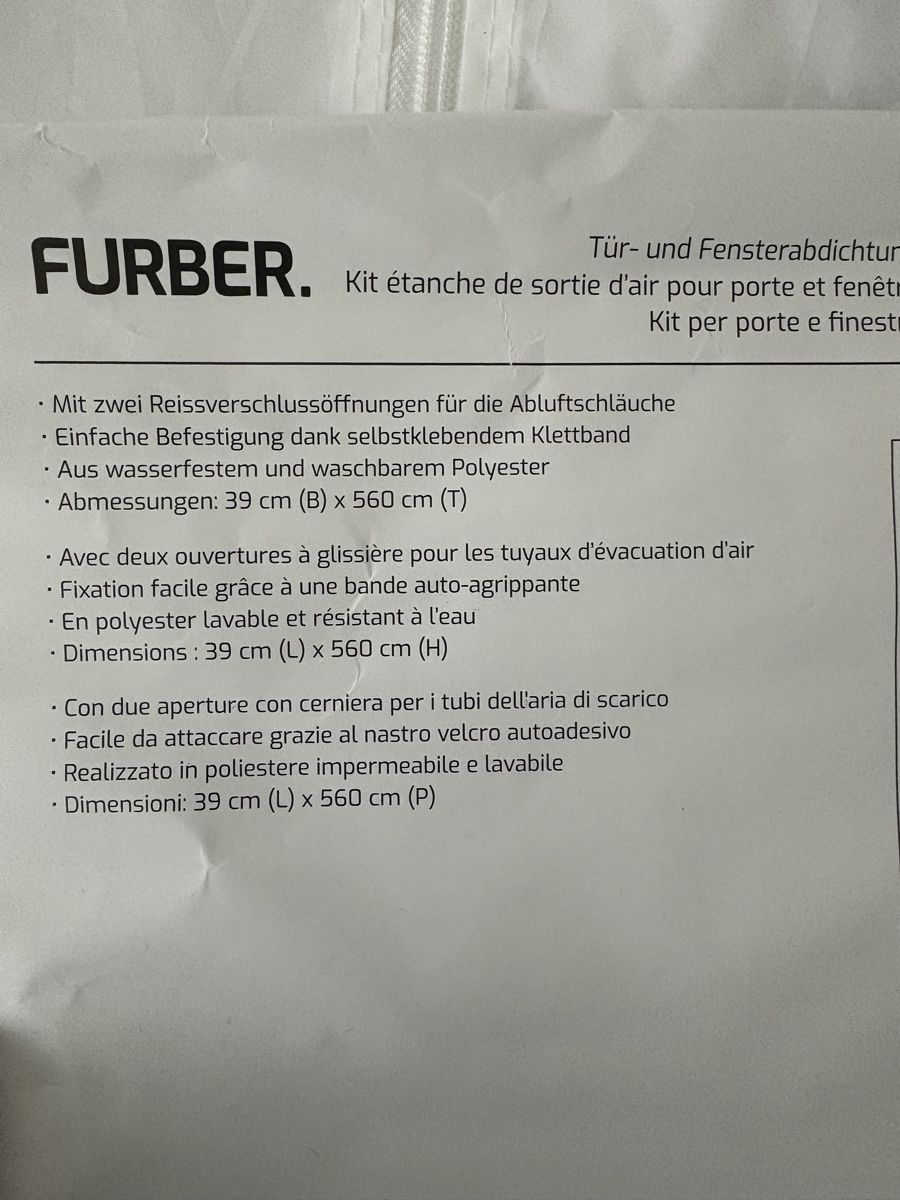 FURBER.
Tür- und Fensterabdichtun
Kit étanche de sortie d'air pour porte et fenêtr
Kit per porte e finestr
· Mit zwei Reissverschlussöffnungen für die Abluftschläuche
· Einfache Befestigung dank selbstklebendem Klettband
· Aus wasserfestem und waschbarem Polyester
· Abmessungen: 39 cm (B) x 560 cm (T)
· Avec deux ouvertures à glissière pour les tuyaux d'évacuation d'air
· Fixation facile grâce à une bande auto-agrippante
· En polyester lavable et résistant à l'eau
· Dimensions : 39 cm (L) x 560 cm (H)
· Con due aperture con cerniera per i tubi dell'aria di scarico
· Facile da attaccare grazie al nastro velcro autoadesivo
· Realizzato in poliestere impermeabile e lavabile
· Dimensioni: 39 cm (L) x 560 cm (P)